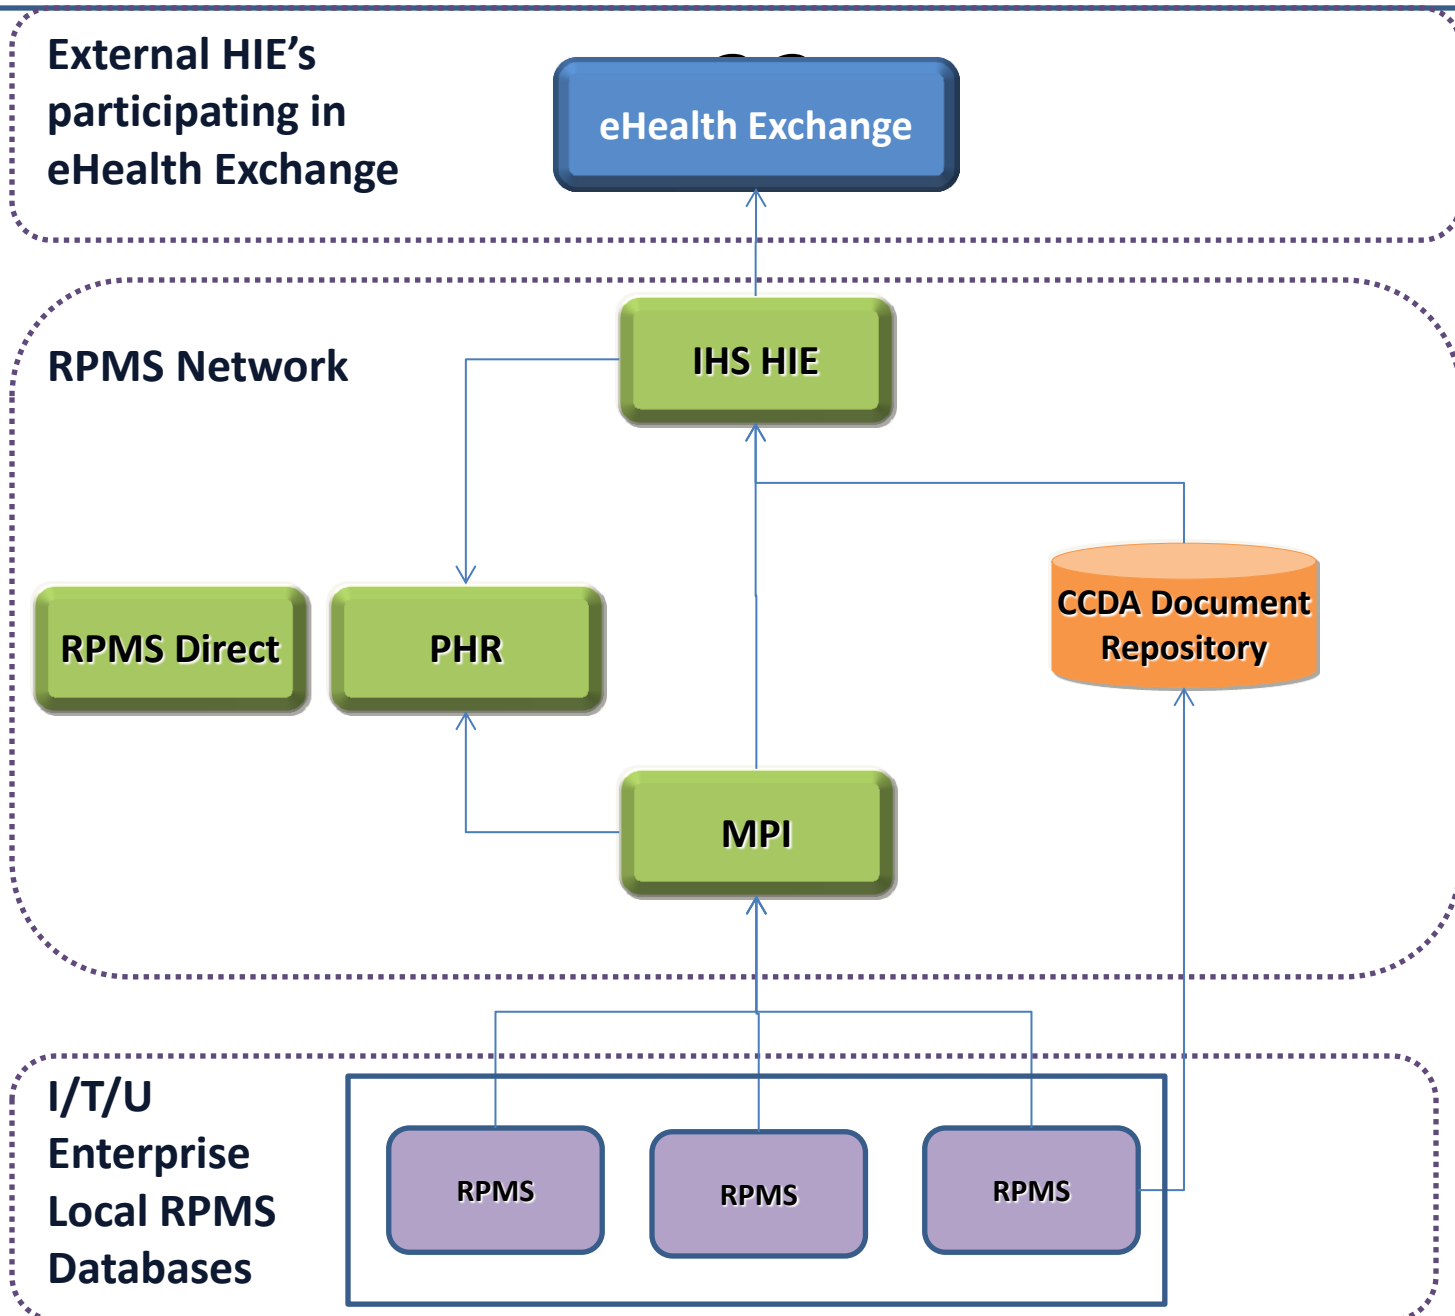 External HIE's
participating in
eHealth Exchange
eHealth Exchange
RPMS Network
IHS HIE
RPMS Direct
PHR
CCDA Document
Repository
MPI
I/T/U
Enterprise
Local RPMS
Databases
RPMS
RPMS
RPMS